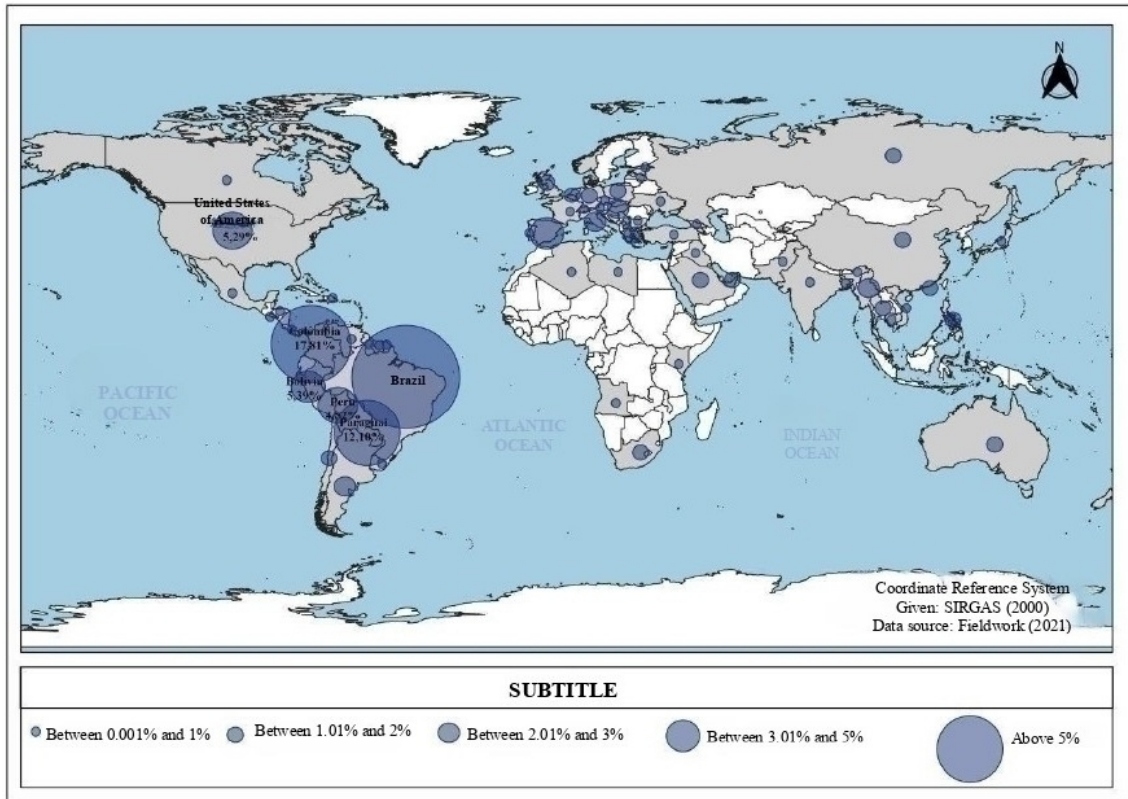 N
United States
of America
5,29%
Colombia
17.81%
Bolivia
5.39%
Brazil
Peru
Paraguai
12.10%
PACIFIC
OCEAN
ATLANTIC
OCEAN
INDIAN
OCEAN
Coordinate Reference System
Given: SIRGAS (2000)
Data source: Fieldwork (2021)
SUBTITLE
Between 0.001% and 1%
Between 1.01% and 2%
Between 2.01% and 3%
Between 3.01% and 5%
Above 5%